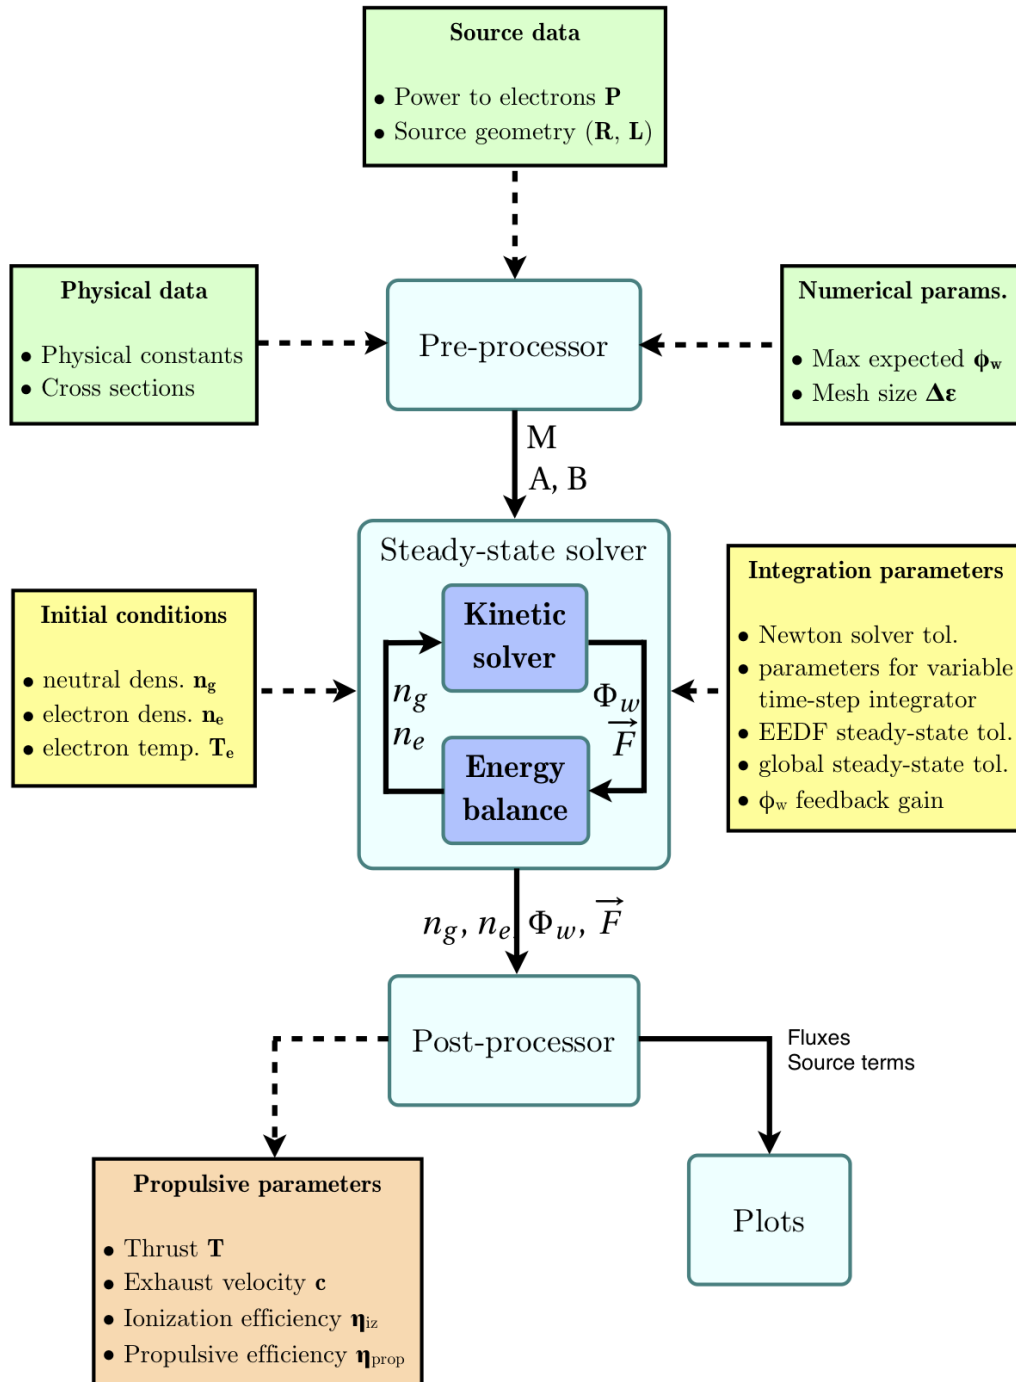 Source data
• Power to electrons P
• Source geometry (R, L)
Physical data
• Physical constants
• Cross sections
Pre-processor
Numerical params.
• Max expected ϕw
• Mesh size Δε
M
A, B
Steady-state solver
Kinetic
solver
ng
ne
Φw
F⃗
Energy
balance
Initial conditions
• neutral dens. ng
• electron dens. ne
• electron temp. Te
Integration parameters
• Newton solver tol.
• parameters for variable
time-step integrator
• EEDF steady-state tol.
• global steady-state tol.
• ϕw feedback gain
ng, ne, Φw, F⃗
Post-processor
Fluxes
Source terms
Propulsive parameters
• Thrust T
• Exhaust velocity c
• Ionization efficiency ηiz
• Propulsive efficiency ηprop
Plots